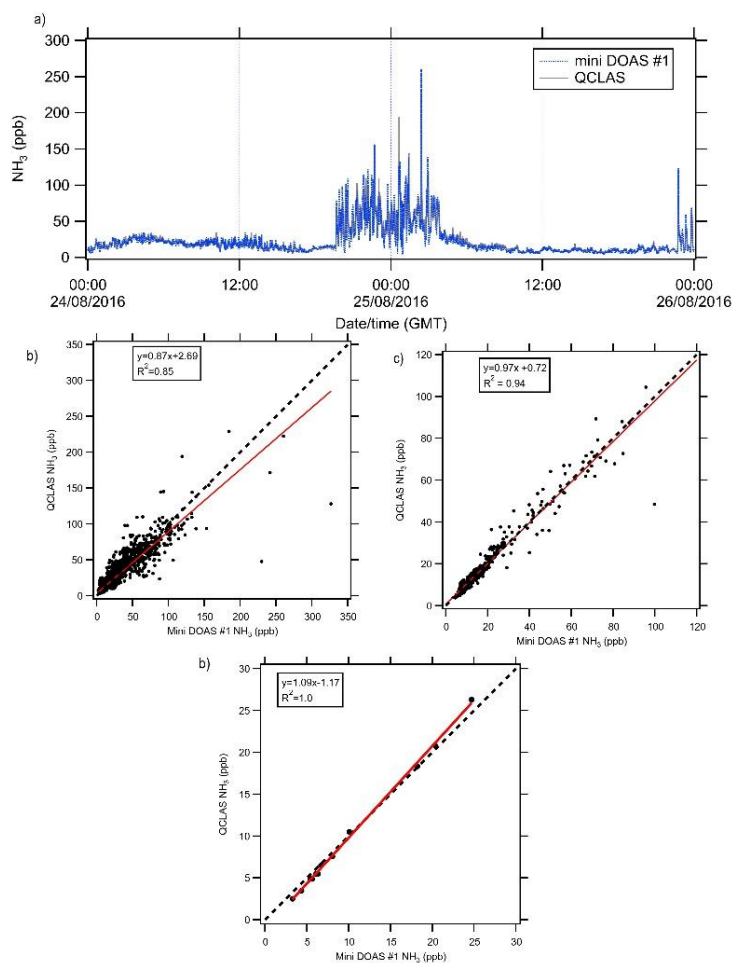 a)
300
250
200
150
100
50
0
NH3 (ppb)
mini DOAS #1
QCLAS
00:00 12:00 00:00 12:00 00:00
24/08/2016 25/08/2016 26/08/2016
Date/time (GMT)
b)
350
300
250
200
150
100
50
0
QCLAS NH3 (ppb)
y=0.87x+2.69
R2=0.85
0 50 100 150 200 250 300 350
Mini DOAS #1 NH3 (ppb)
c)
120
100
80
60
40
20
0
QCLAS NH3 (ppb)
y=0.97x +0.72
R2 = 0.94
0 20 40 60 80 100 120
Mini DOAS #1 NH3 (ppb)
b)
30
25
20
15
10
5
0
QCLAS NH3 (ppb)
y=1.09x-1.17
R2=1.0
0 5 10 15 20 25 30
Mini DOAS #1 NH3 (ppb)